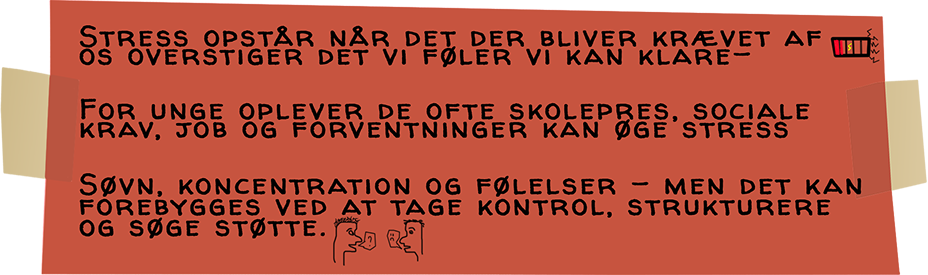 Stress opstår når det der bliver krævet af
os overstiger det vi føler vi kan klare-
For unge oplever de ofte skolepres, sociale
krav, job og forventninger kan øge stress
Søvn, koncentration og følelser - men det kan
forebygges ved at tage kontrol, strukturere
og søge støtte.